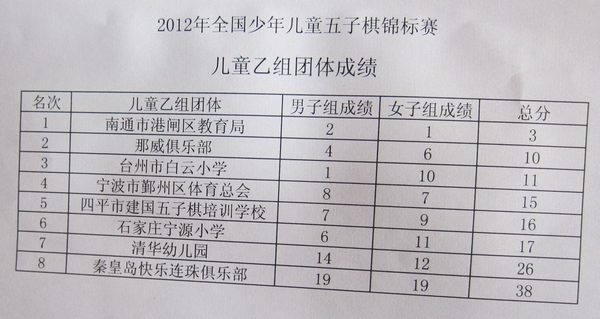 2012年全国少年儿童五子棋锦标赛
儿童乙组团体成绩
名次 儿童乙组团体 男子组成绩 女子组成绩 总分
1 南通市港闸区教育局 2 1 3
2 那威俱乐部 4 6 10
3 台州市白云小学 1 10 11
4 宁波市鄞州区体育总会 8 7 15
5 四平市建国五子棋培训学校 7 9 16
6 石家庄宁源小学 6 11 17
7 清华幼儿园 14 12 26
8 秦皇岛快乐连珠俱乐部 19 19 38